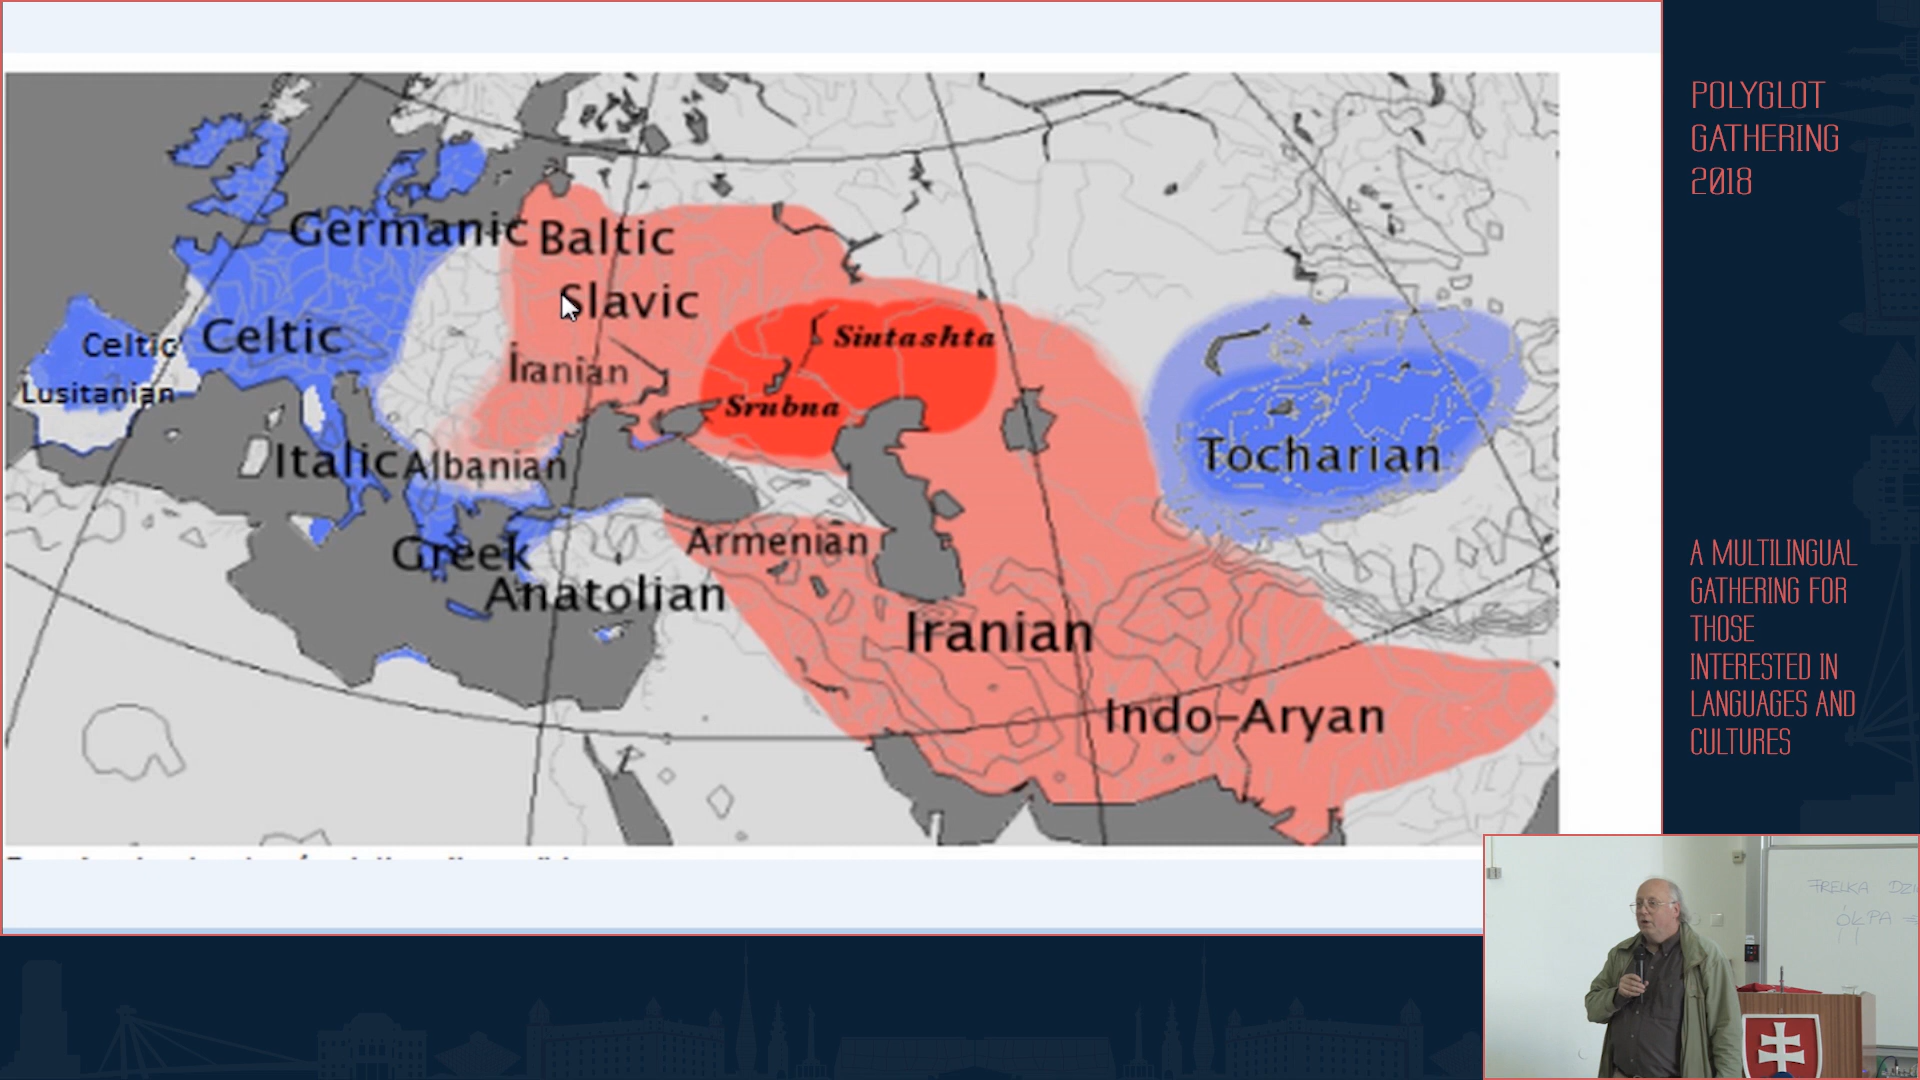 Germanic
Baltic
Slavic
Celtic
Celtic
Lusitanian
Iranian
Sintashta
Srubna
Tocharian
Italic
Albanian
Greek
Armenian
Anatolian
Iranian
Indo-Aryan
POLYGLOT
GATHERING
2018
A MULTILINGUAL
GATHERING FOR
THOSE
INTERESTED IN
LANGUAGES AND
CULTURES
FRELKA